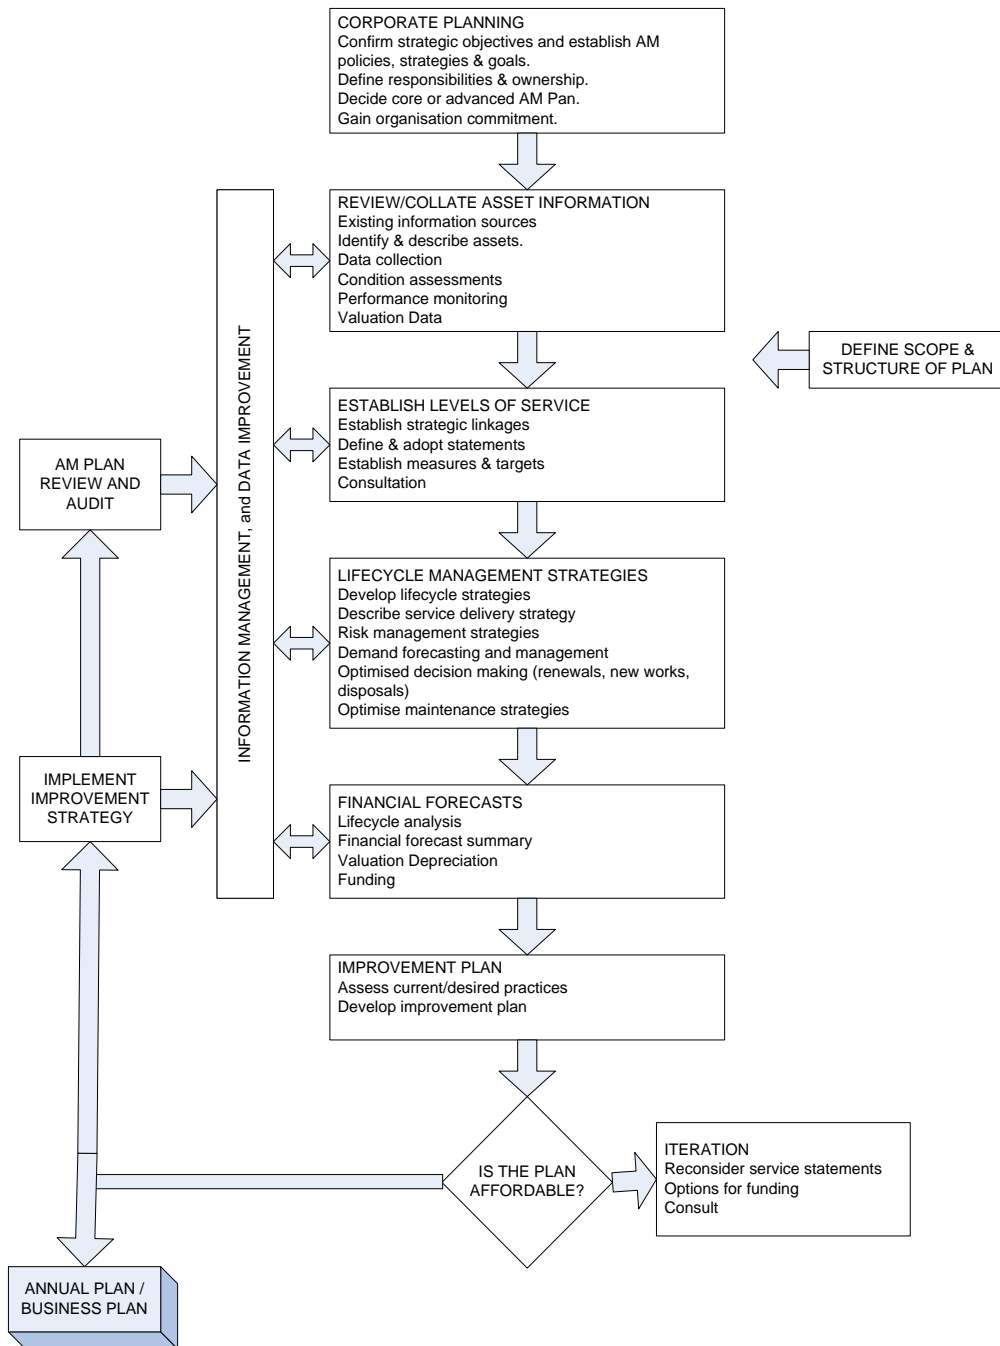 CORPORATE PLANNING
Confirm strategic objectives and establish AM
policies, strategies & goals.
Define responsibilities & ownership.
Decide core or advanced AM Pan.
Gain organisation commitment.
REVIEW/COLLATE ASSET INFORMATION
Existing information sources
Identify & describe assets.
Data collection
Condition assessments
Performance monitoring
Valuation Data
DEFINE SCOPE &
STRUCTURE OF PLAN
INFORMATION MANAGEMENT, and DATA IMPROVEMENT
ESTABLISH LEVELS OF SERVICE
Establish strategic linkages
Define & adopt statements
Establish measures & targets
Consultation
AM PLAN
REVIEW AND
AUDIT
LIFECYCLE MANAGEMENT STRATEGIES
Develop lifecycle strategies
Describe service delivery strategy
Risk management strategies
Demand forecasting and management
Optimised decision making (renewals, new works,
disposals)
Optimise maintenance strategies
IMPLEMENT
IMPROVEMENT
STRATEGY
FINANCIAL FORECASTS
Lifecycle analysis
Financial forecast summary
Valuation Depreciation
Funding
IMPROVEMENT PLAN
Assess current/desired practices
Develop improvement plan
IS THE PLAN
AFFORDABLE?
ITERATION
Reconsider service statements
Options for funding
Consult
ANNUAL PLAN /
BUSINESS PLAN